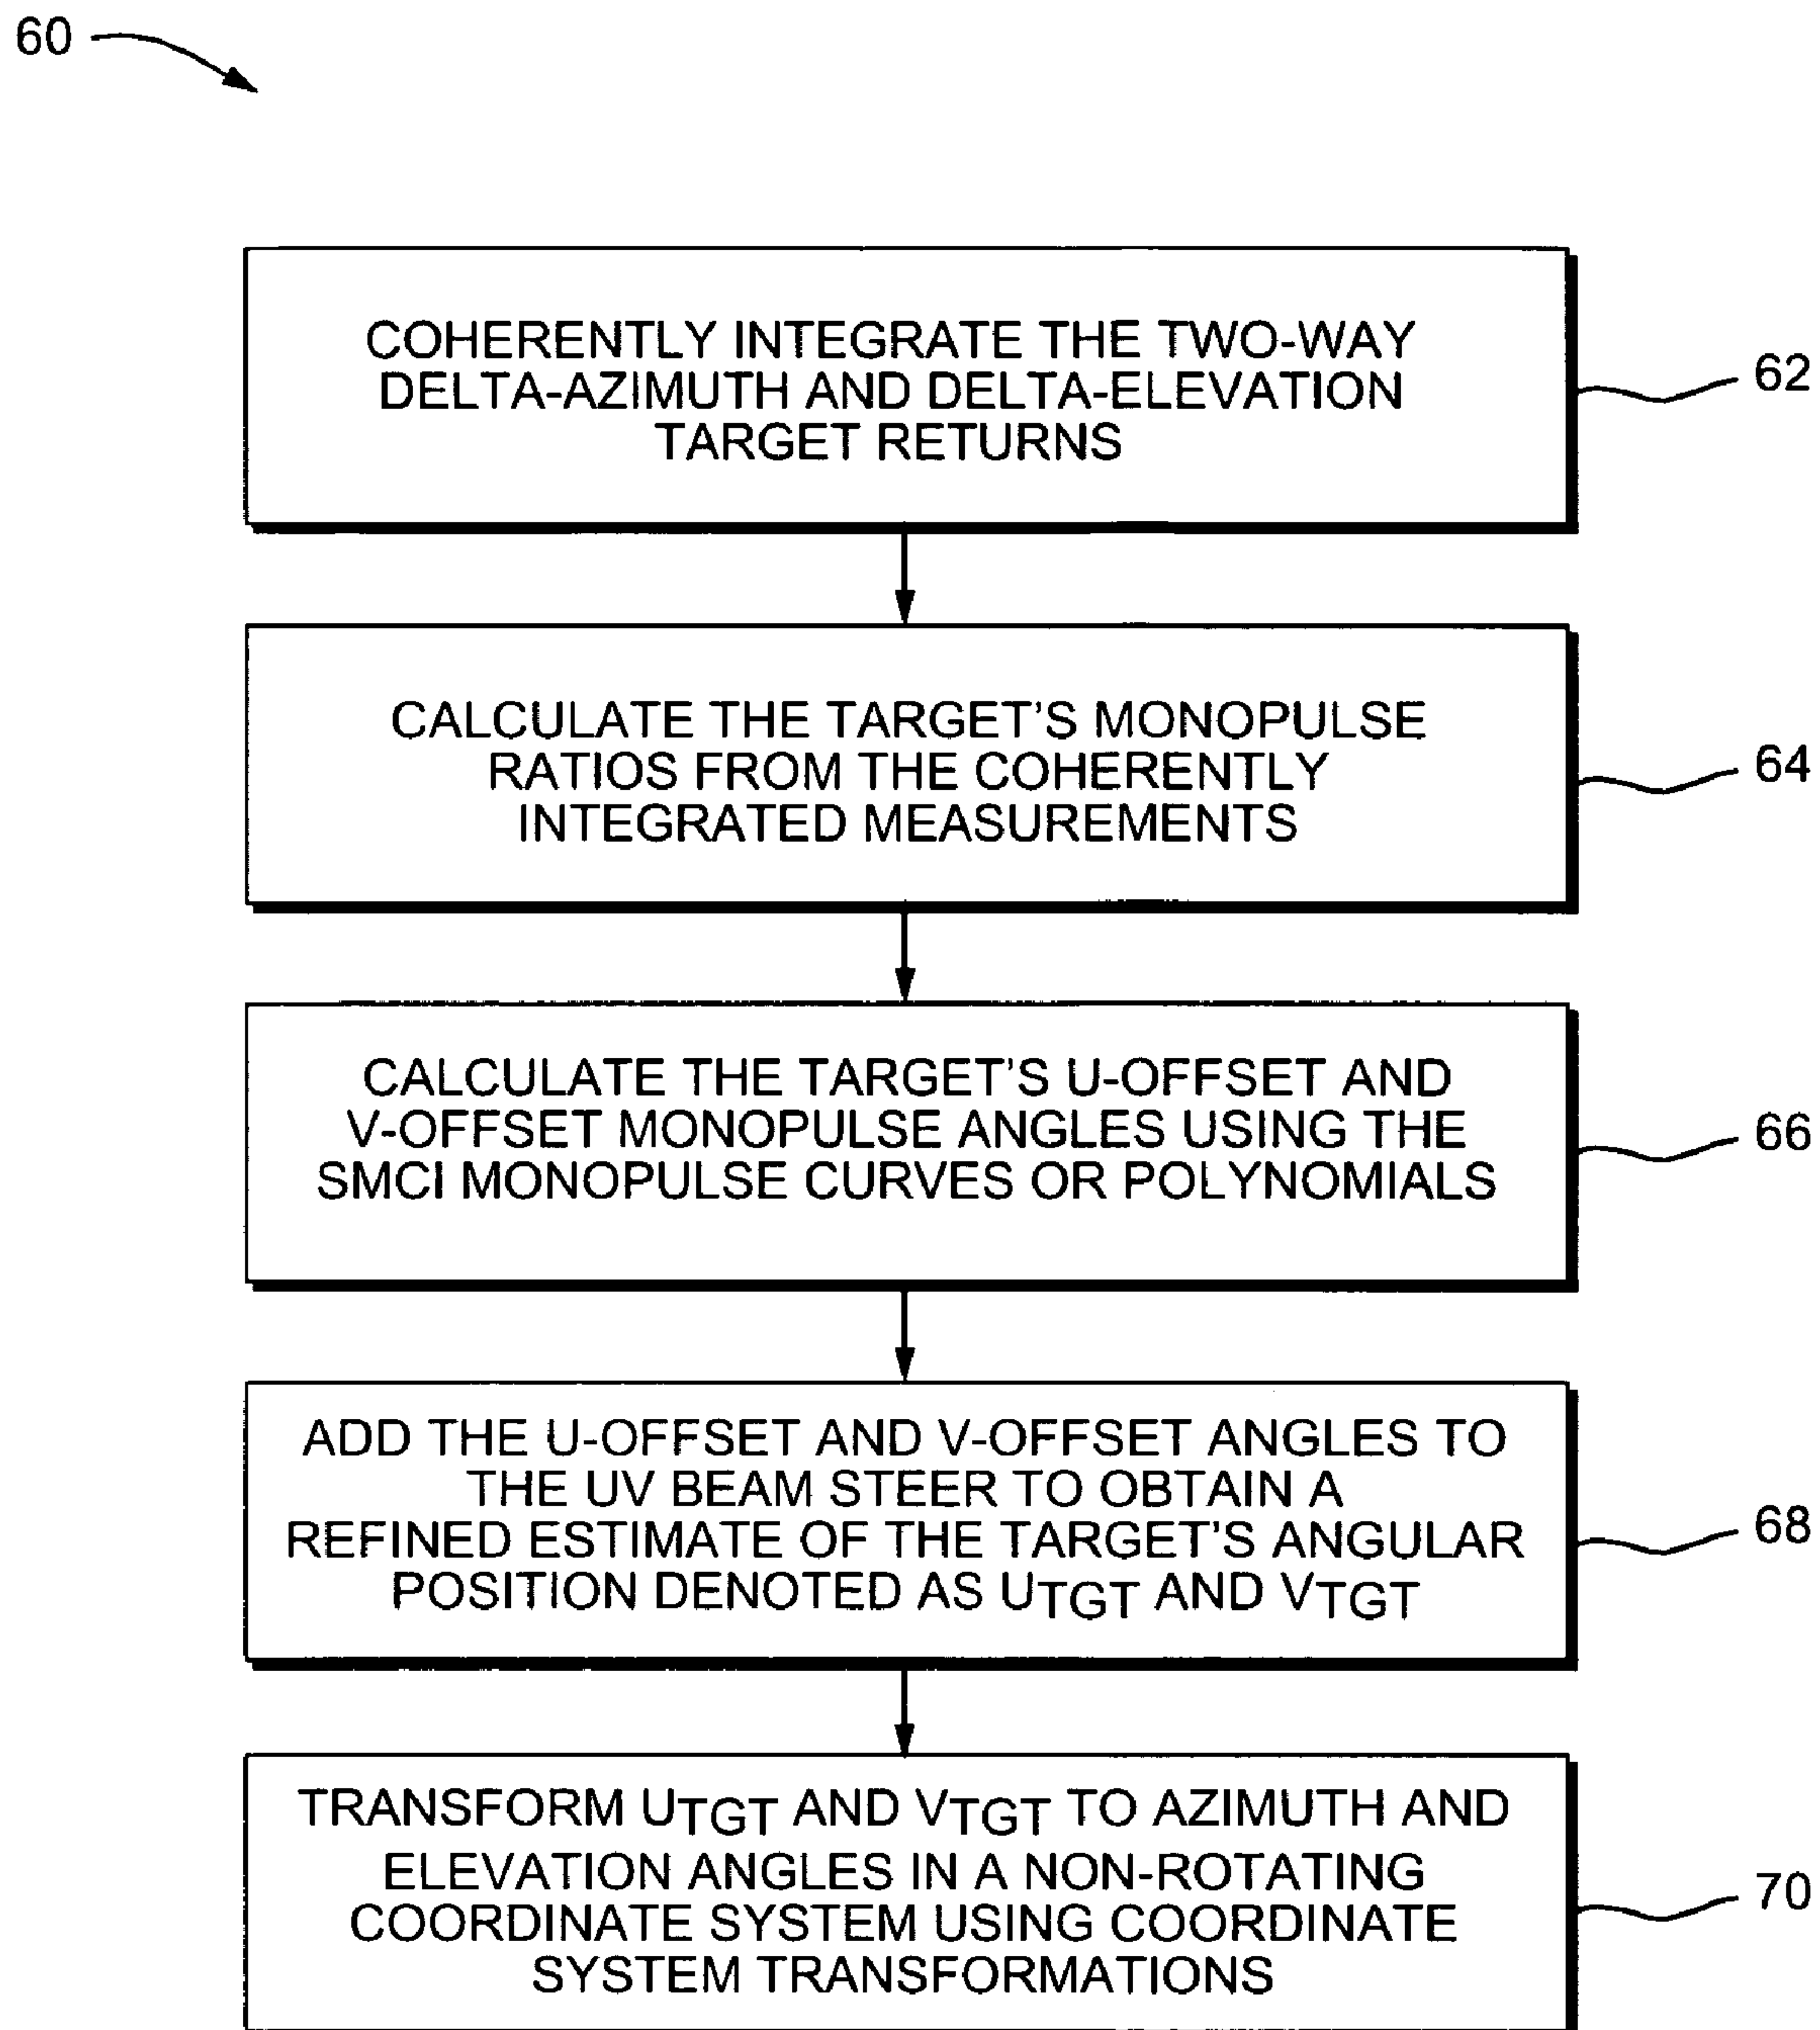 60
COHERENTLY INTEGRATE THE TWO-WAY
DELTA-AZIMUTH AND DELTA-ELEVATION
TARGET RETURNS
62
CALCULATE THE TARGET'S MONOPULSE
RATIOS FROM THE COHERENTLY
INTEGRATED MEASUREMENTS
64
CALCULATE THE TARGET'S U-OFFSET AND
V-OFFSET MONOPULSE ANGLES USING THE
SMCI MONOPULSE CURVES OR POLYNOMIALS
66
ADD THE U-OFFSET AND V-OFFSET ANGLES TO
THE UV BEAM STEER TO OBTAIN A
REFINED ESTIMATE OF THE TARGET'S ANGULAR
POSITION DENOTED AS UTGT AND VTGT
68
TRANSFORM UTGT AND VTGT TO AZIMUTH AND
ELEVATION ANGLES IN A NON-ROTATING
COORDINATE SYSTEM USING COORDINATE
SYSTEM TRANSFORMATIONS
70